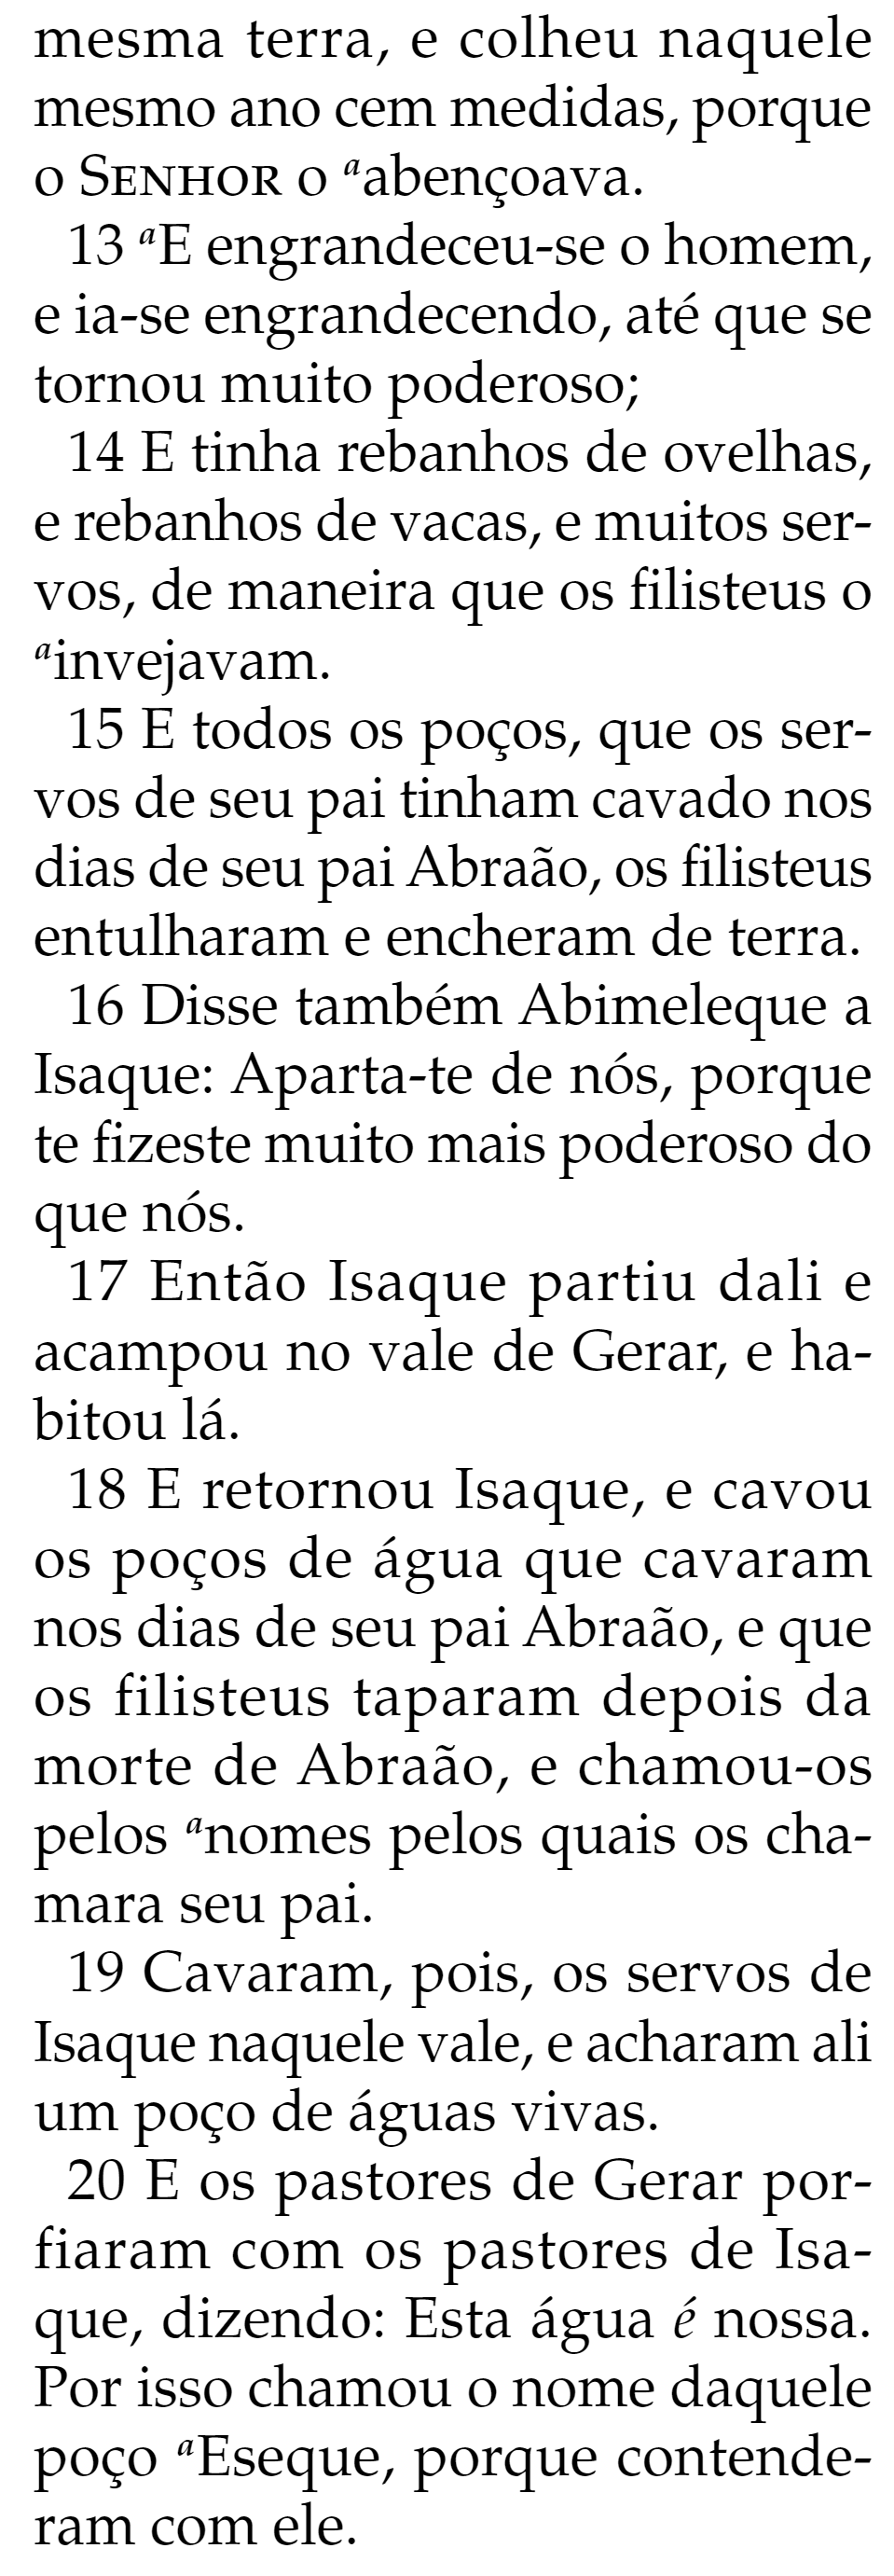 mesma terra, e colheu naquele
mesmo ano cem medidas, porque
o SENHOR o ᵃabençoava.
13 ᵃE engrandeceu-se o homem,
e ia-se engrandecendo, até que se
tornou muito poderoso;
14 E tinha rebanhos de ovelhas,
e rebanhos de vacas, e muitos ser-
vos, de maneira que os filisteus o
ᵃinvejavam.
15 E todos os poços, que os ser-
vos de seu pai tinham cavado nos
dias de seu pai Abraão, os filisteus
entulharam e encheram de terra.
16 Disse também Abimeleque a
Isaque: Aparta-te de nós, porque
te fizeste muito mais poderoso do
que nós.
17 Então Isaque partiu dali e
acampou no vale de Gerar, e ha-
bitou lá.
18 E retornou Isaque, e cavou
os poços de água que cavaram
nos dias de seu pai Abraão, e que
os filisteus taparam depois da
morte de Abraão, e chamou-os
pelos ᵃnomes pelos quais os cha-
mara seu pai.
19 Cavaram, pois, os servos de
Isaque naquele vale, e acharam ali
um poço de águas vivas.
20 E os pastores de Gerar por-
fiaram com os pastores de Isa-
que, dizendo: Esta água é nossa.
Por isso chamou o nome daquele
poço ᵃEseque, porque contende-
ram com ele.